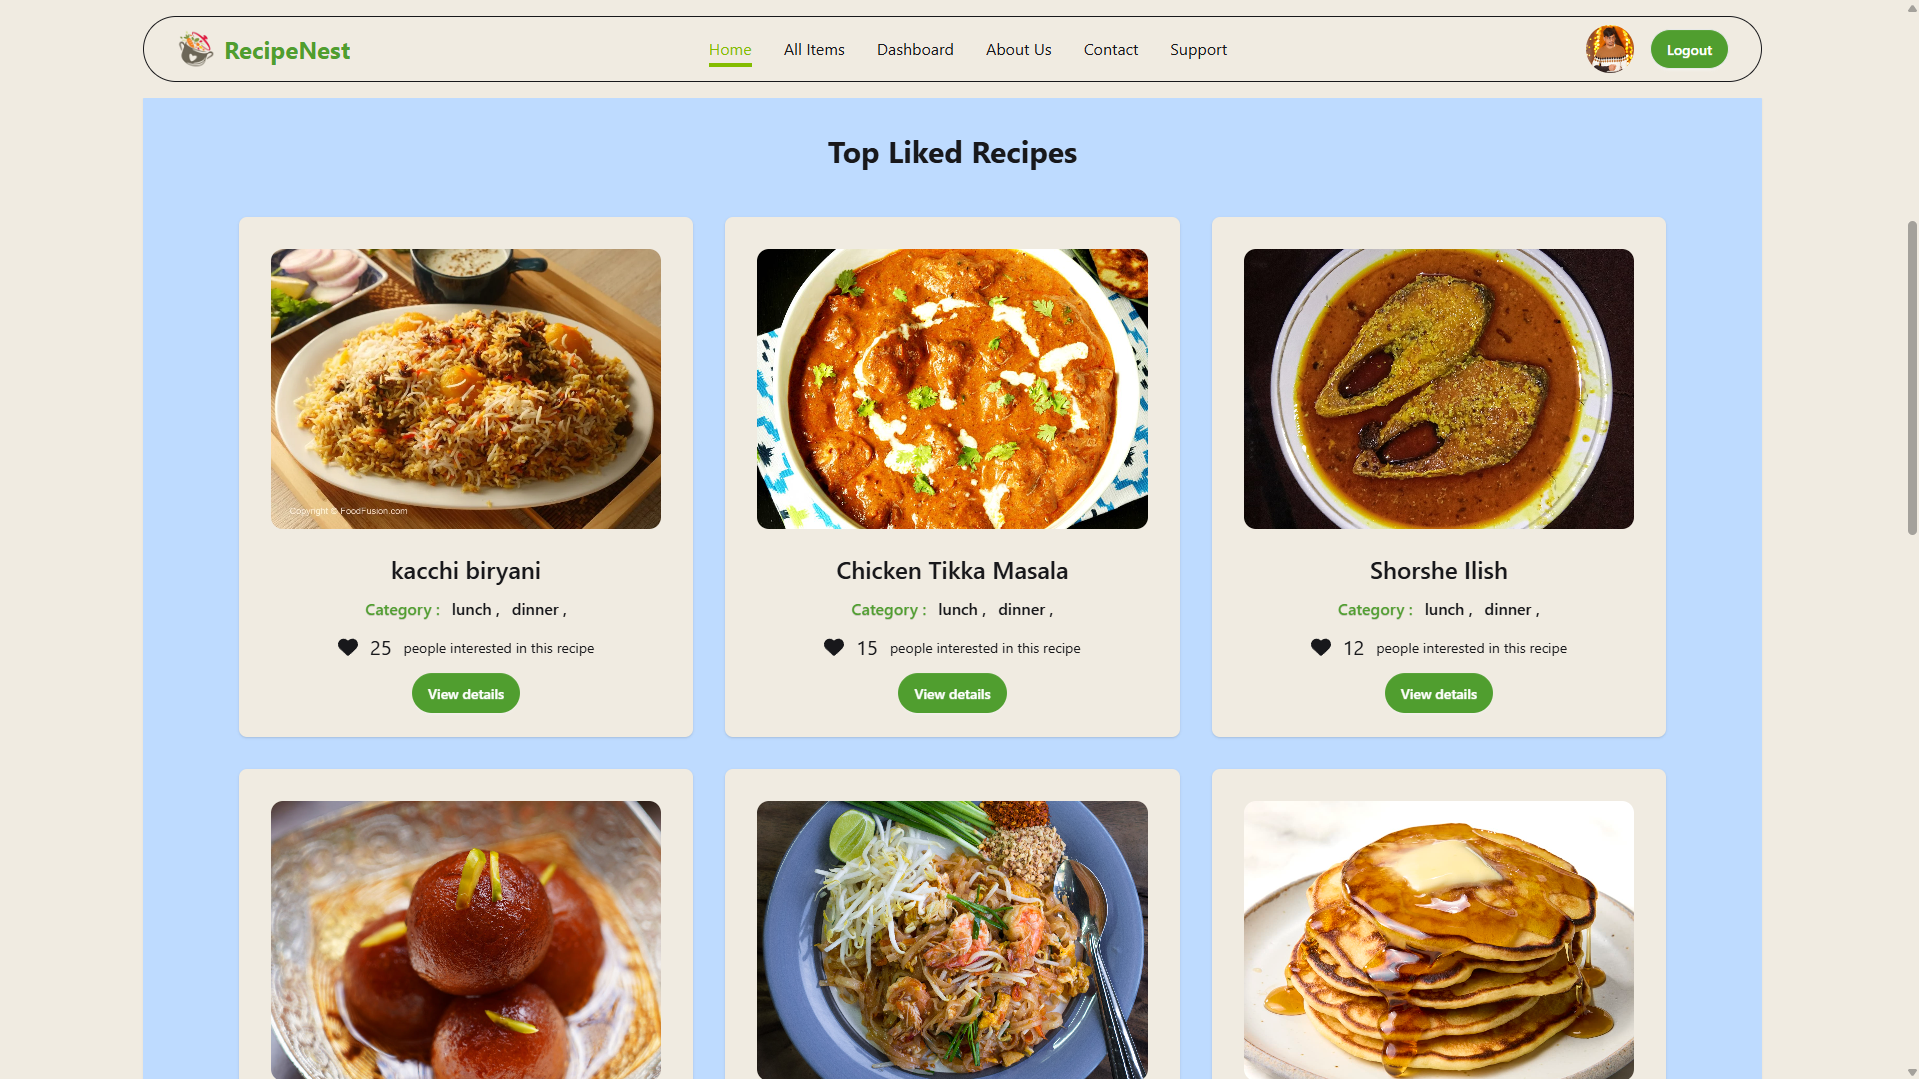 RecipeNest
Home All Items Dashboard About Us Contact Support
Logout
Top Liked Recipes
Copyright © FoodFusion.com
kacchi biryani
Category : lunch , dinner ,
25 people interested in this recipe
View details
Chicken Tikka Masala
Category : lunch , dinner ,
15 people interested in this recipe
View details
Shorshe Ilish
Category : lunch , dinner ,
12 people interested in this recipe
View details